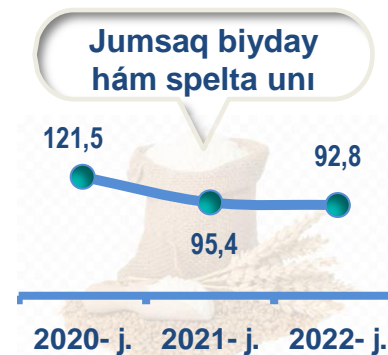 Jumsaq biyday
hám spelta unı
121,5
92,8
95,4
2020- j. 2021- j. 2022- j.